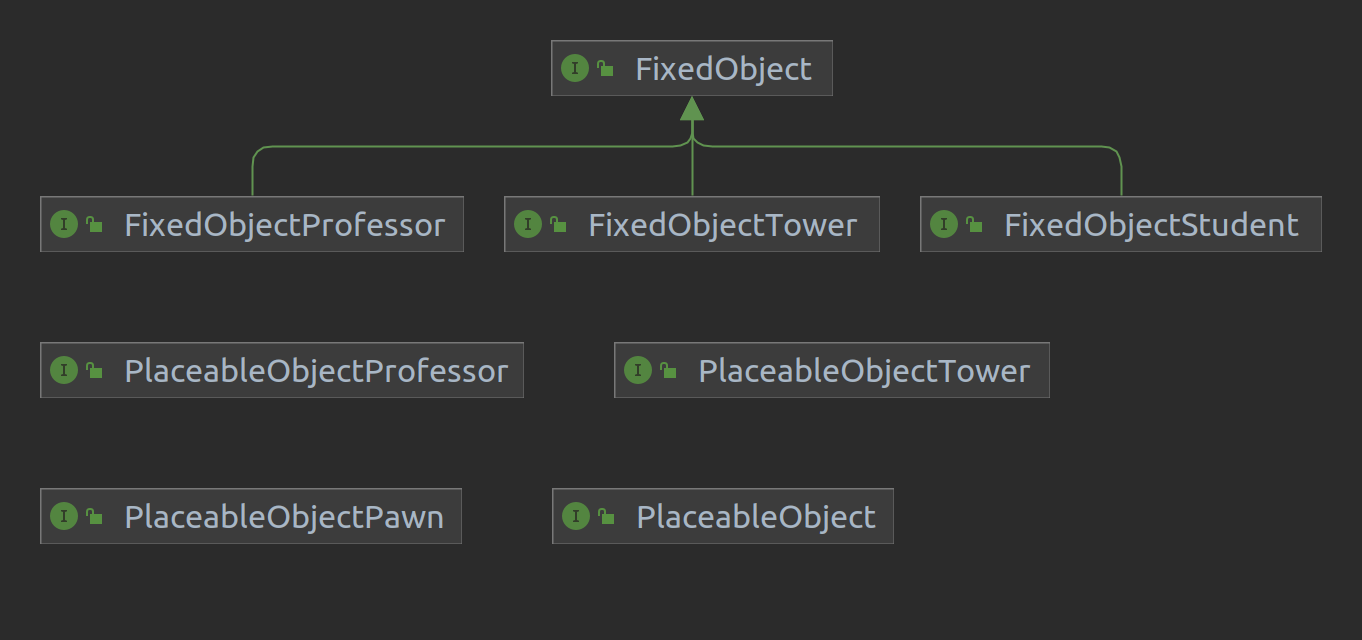 I FixedObject
I FixedObjectProfessor
I FixedObjectTower
I FixedObjectStudent
I PlaceableObjectProfessor
I PlaceableObjectTower
I PlaceableObjectPawn
I PlaceableObject